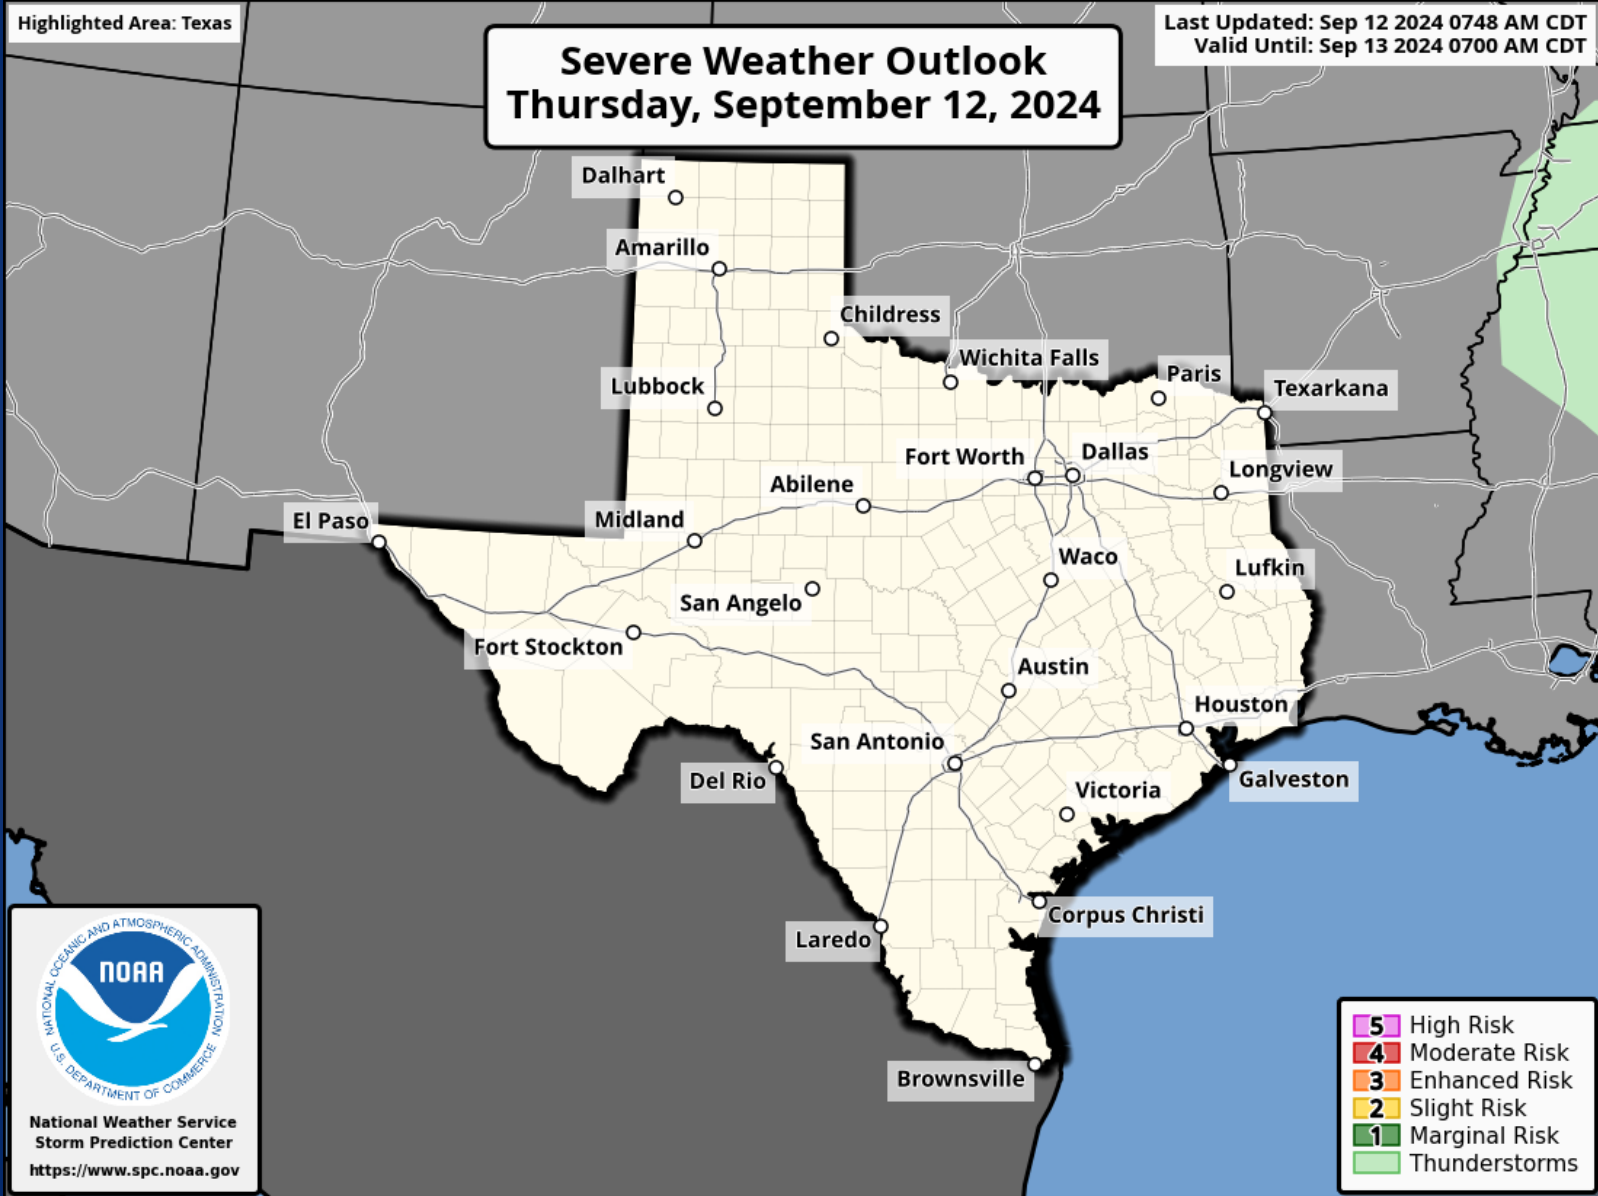 Highlighted Area: Texas
Severe Weather Outlook
Thursday, September 12, 2024
Last Updated: Sep 12 2024 0748 AM CDT
Valid Until: Sep 13 2024 0700 AM CDT
Dalhart
Amarillo
Childress
Wichita Falls
Paris
Texarkana
Lubbock
Fort Worth
Dallas
Longview
Abilene
El Paso
Midland
Waco
Lufkin
San Angelo
Fort Stockton
Austin
Houston
San Antonio
Del Rio
Galveston
Victoria
Corpus Christi
Laredo
Brownsville
NATIONAL OCEANIC AND ATMOSPHERIC ADMINISTRATION
NOAA
U.S. DEPARTMENT OF COMMERCE
National Weather Service
Storm Prediction Center
https://www.spc.noaa.gov
5 High Risk
4 Moderate Risk
3 Enhanced Risk
2 Slight Risk
1 Marginal Risk
Thunderstorms